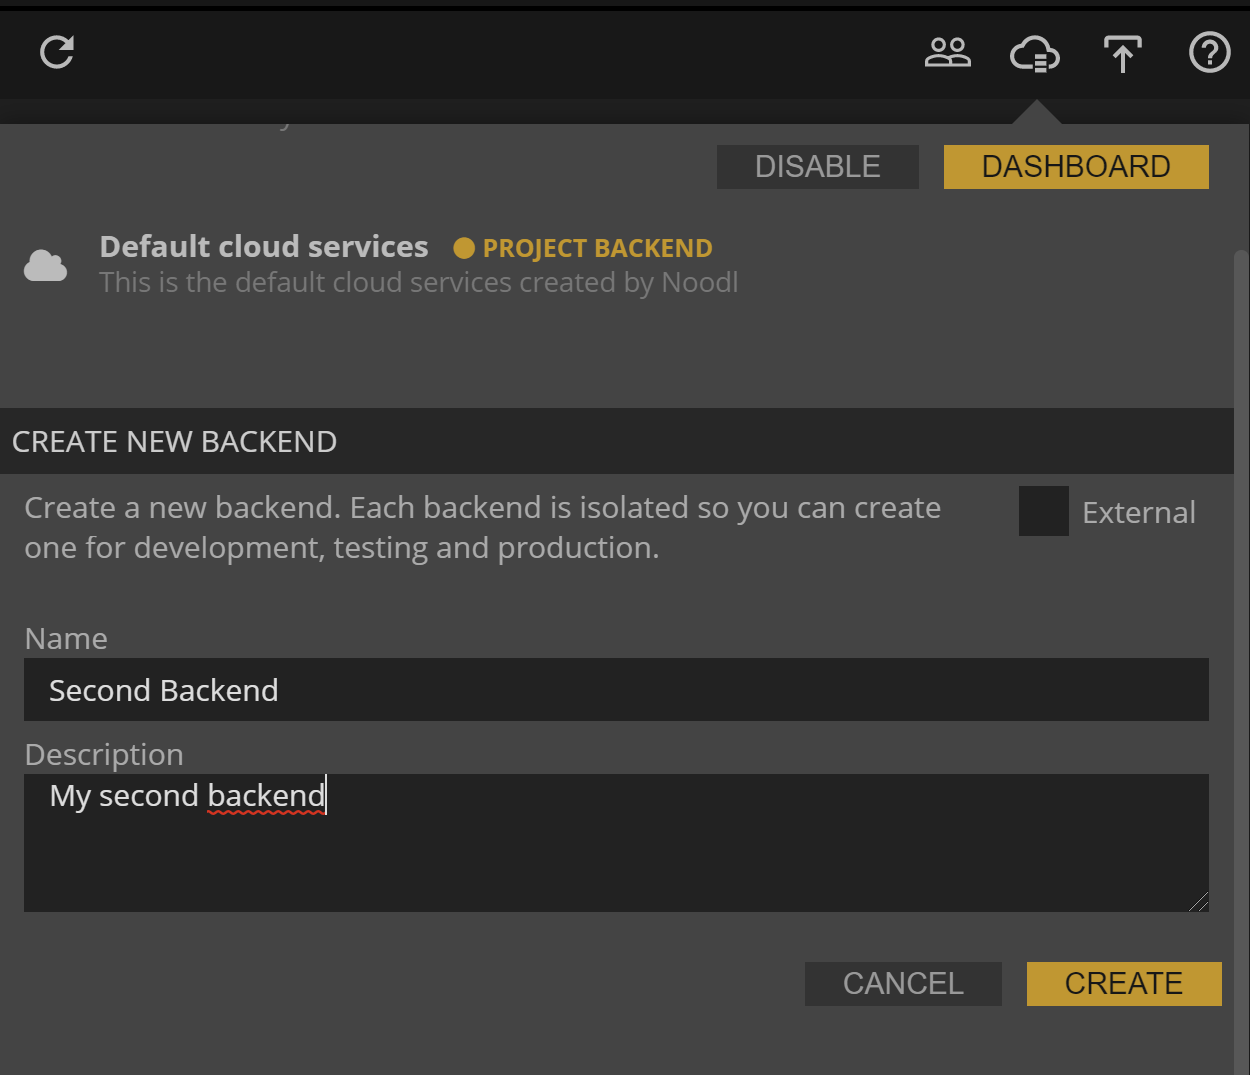 DISABLE
DASHBOARD
Default cloud services
PROJECT BACKEND
This is the default cloud services created by Noodl
CREATE NEW BACKEND
Create a new backend. Each backend is isolated so you can create
one for development, testing and production.
External
Name
Second Backend
Description
My second backend
CANCEL
CREATE